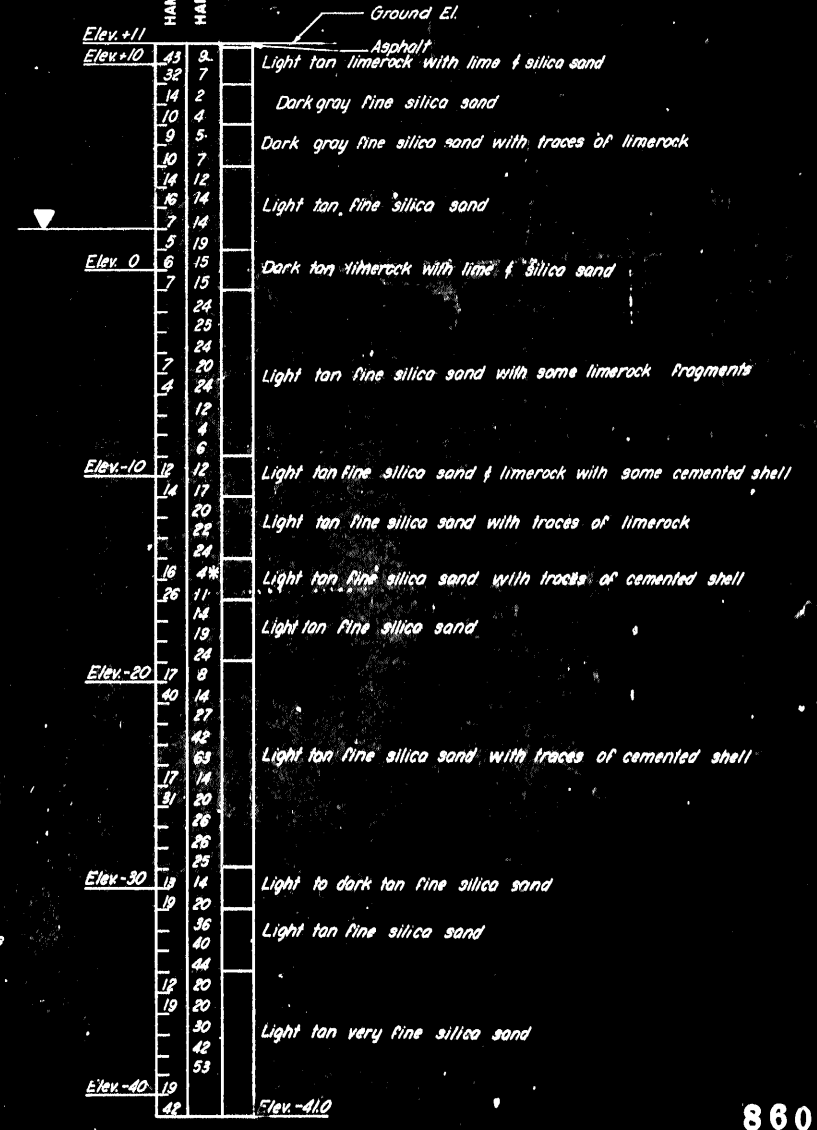 HAM
HAM
Ground El.
Elev. +11
Asphalt
Elev. +10 43 9 Light tan limerock with lime & silica sand
32 7
14 2 Dark gray fine silica sand
10 4
9 5 Dark gray fine silica sand with traces of limerock
10 7
14 12
16 14 Light tan fine silica sand
7 14
5 19
Elev. 0 6 15 Dark tan limerock with lime & silica sand
7 15
24
25
24
7 20 Light tan fine silica sand with some limerock fragments
4 24
12
4
6
Elev. -10 12 12 Light tan fine silica sand & limerock with some cemented shell
14 17
20
22 Light tan fine silica sand with traces of limerock
24
16 4* Light tan fine silica sand with traces of cemented shell
26 11
14
19 Light tan fine silica sand
24
Elev. -20 17 8
40 14
27
42
63 Light tan fine silica sand with traces of cemented shell
17 14
31 20
26
26
25
Elev. -30 13 14 Light to dark tan fine silica sand
19 20
36 Light tan fine silica sand
40
44
12 20
19 20
30 Light tan very fine silica sand
42
53
Elev. -40 19
42 Elev. -41.0
860